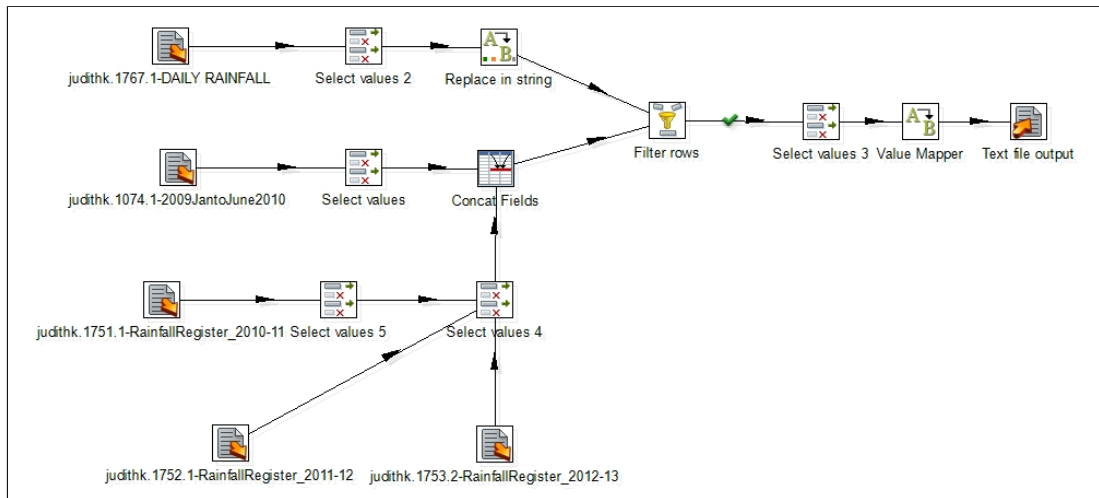 judithk.1767.1-DAILY RAINFALL
Select values 2
Replace in string
Filter rows
Select values 3
Value Mapper
Text file output
judithk.1074.1-2009JantoJune2010
Select values
Concat Fields
judithk.1751.1-RainfallRegister_2010-11
Select values 5
Select values 4
judithk.1752.1-RainfallRegister_2011-12
judithk.1753.2-RainfallRegister_2012-13